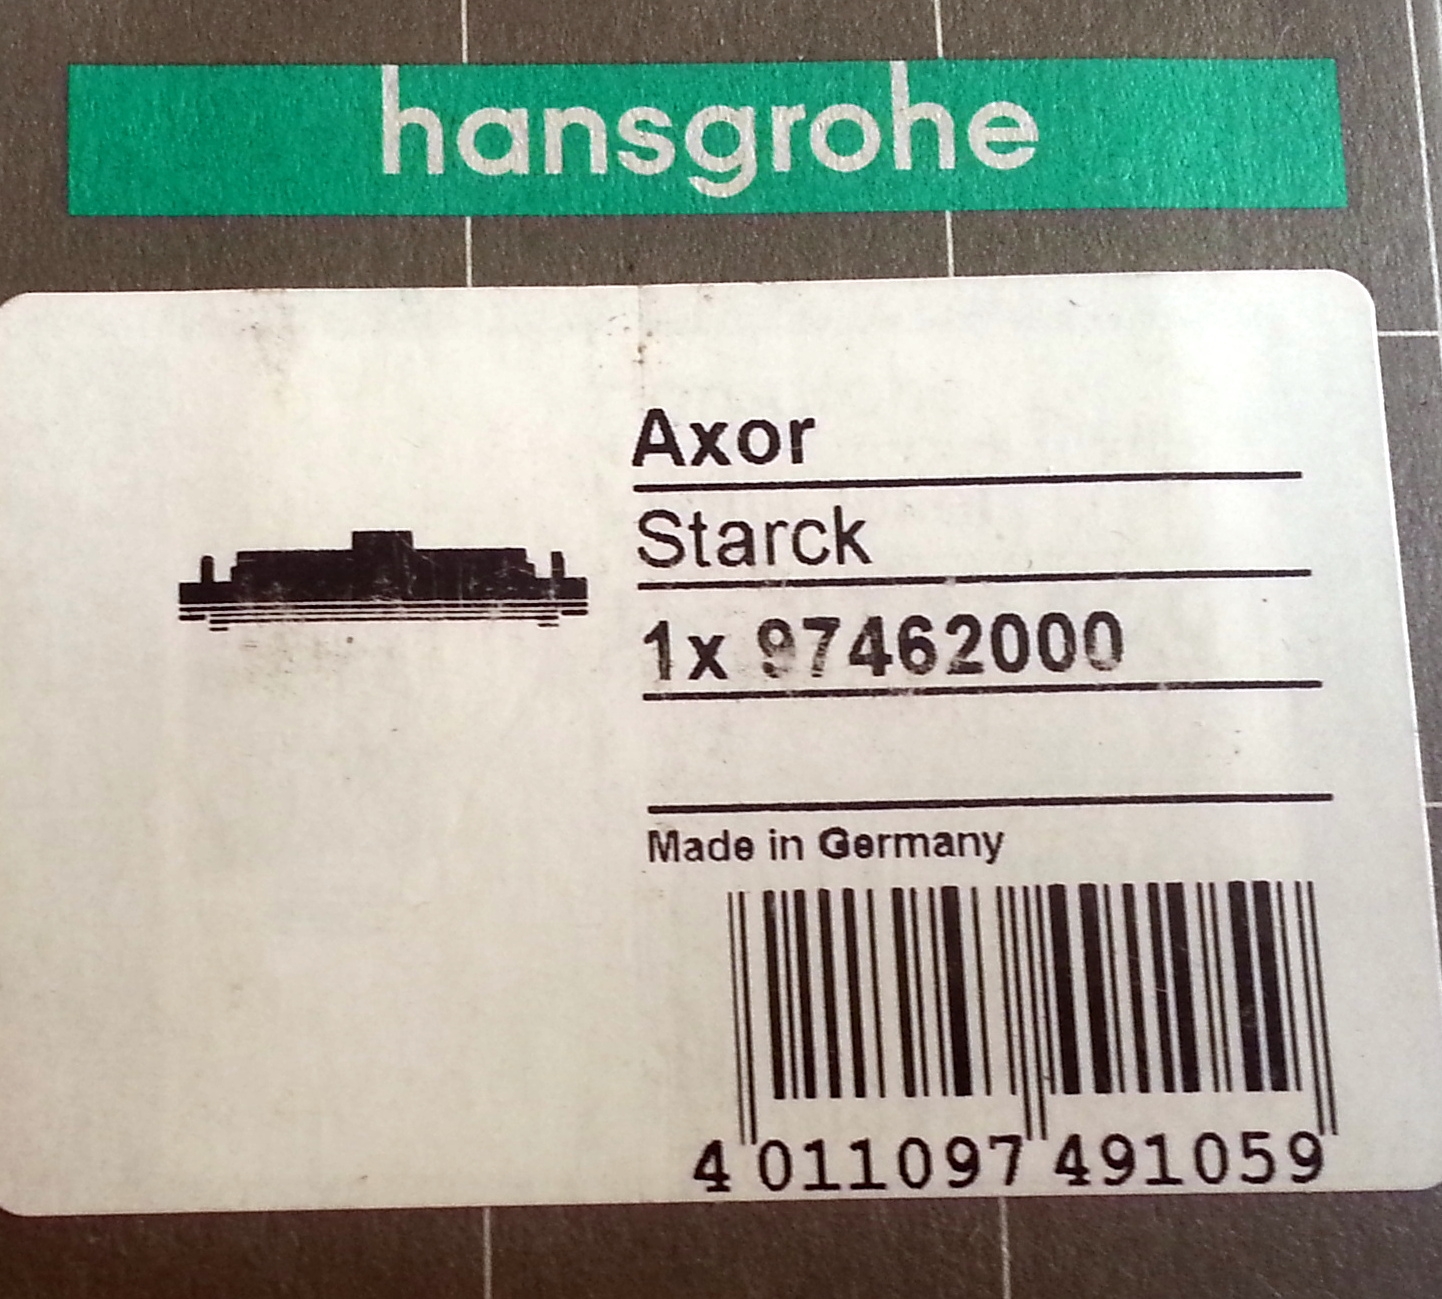 hansgrohe
Axor
Starck
1x 97462000
Made in Germany
4 011097 491059